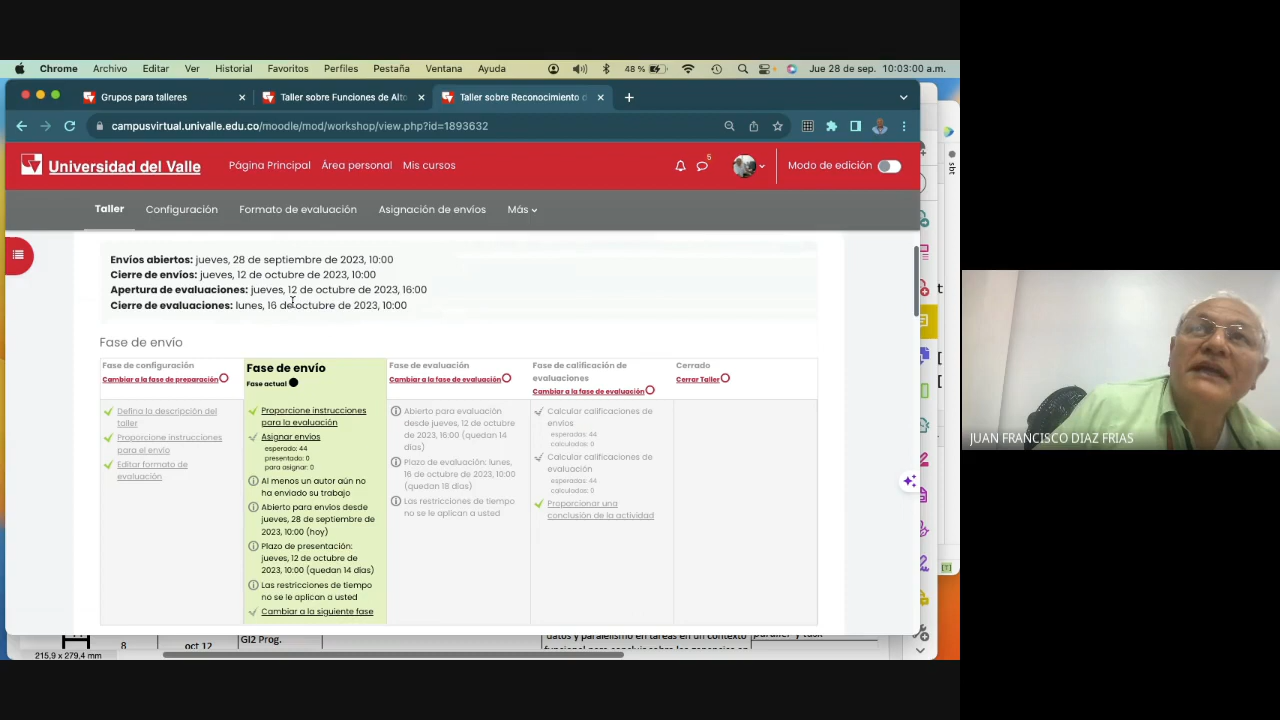 Chrome Archivo Editar Ver Historial Favoritos Perfiles Pestaña Ventana Ayuda 48 % Jue 28 de sep. 10:03:00 a.m.
Grupos para talleres
Taller sobre Funciones de Alto
Taller sobre Reconocimiento
campusvirtual.univalle.edu.co/moodle/mod/workshop/view.php?id=1893632
Universidad del Valle Página Principal Área personal Mis cursos 6 Modo de edición
Taller Configuración Formato de evaluación Asignación de envíos Más
Envíos abiertos: jueves, 28 de septiembre de 2023, 10:00
Cierre de envíos: jueves, 12 de octubre de 2023, 10:00
Apertura de evaluaciones: jueves, 12 de octubre de 2023, 16:00
Cierre de evaluaciones: lunes, 16 de octubre de 2023, 10:00
Fase de envío
Fase de configuración
Cambiar a la fase de preparación
Defina la descripción del
taller
Proporcione instrucciones
para el envío
Editar formato de
evaluación
Fase de envío
Fase actual
Proporcione instrucciones
para la evaluación
Asignar envíos
esperado: 44
presentado: 0
para asignar: 0
Al menos un autor aún no
ha enviado su trabajo
Abierto para envíos desde
jueves, 28 de septiembre de
2023, 10:00 (hoy)
Plazo de presentación:
jueves, 12 de octubre de
2023, 10:00 (quedan 14 días)
Las restricciones de tiempo
no se le aplican a usted
Cambiar a la siguiente fase
Fase de evaluación
Cambiar a la fase de evaluación
Abierto para evaluación
desde jueves, 12 de octubre
de 2023, 16:00 (quedan 14
días)
Plazo de evaluación: lunes,
16 de octubre de 2023, 10:00
(quedan 18 días)
Las restricciones de tiempo
no se le aplican a usted
Fase de calificación de
evaluaciones
Cambiar a la fase de evaluación
Calcular calificaciones de
envíos
esperadas: 44
calculadas: 0
Calcular calificaciones de
evaluación
esperadas: 44
calculadas: 0
Proporcionar una
conclusión de la actividad
Cerrado
Cerrar Taller
215,9 x 279,4 mm
8
oct 12
GI2 Prog.
datos y paralelismo en tareas en un contexto
sbt
JUAN FRANCISCO DIAZ FRIAS